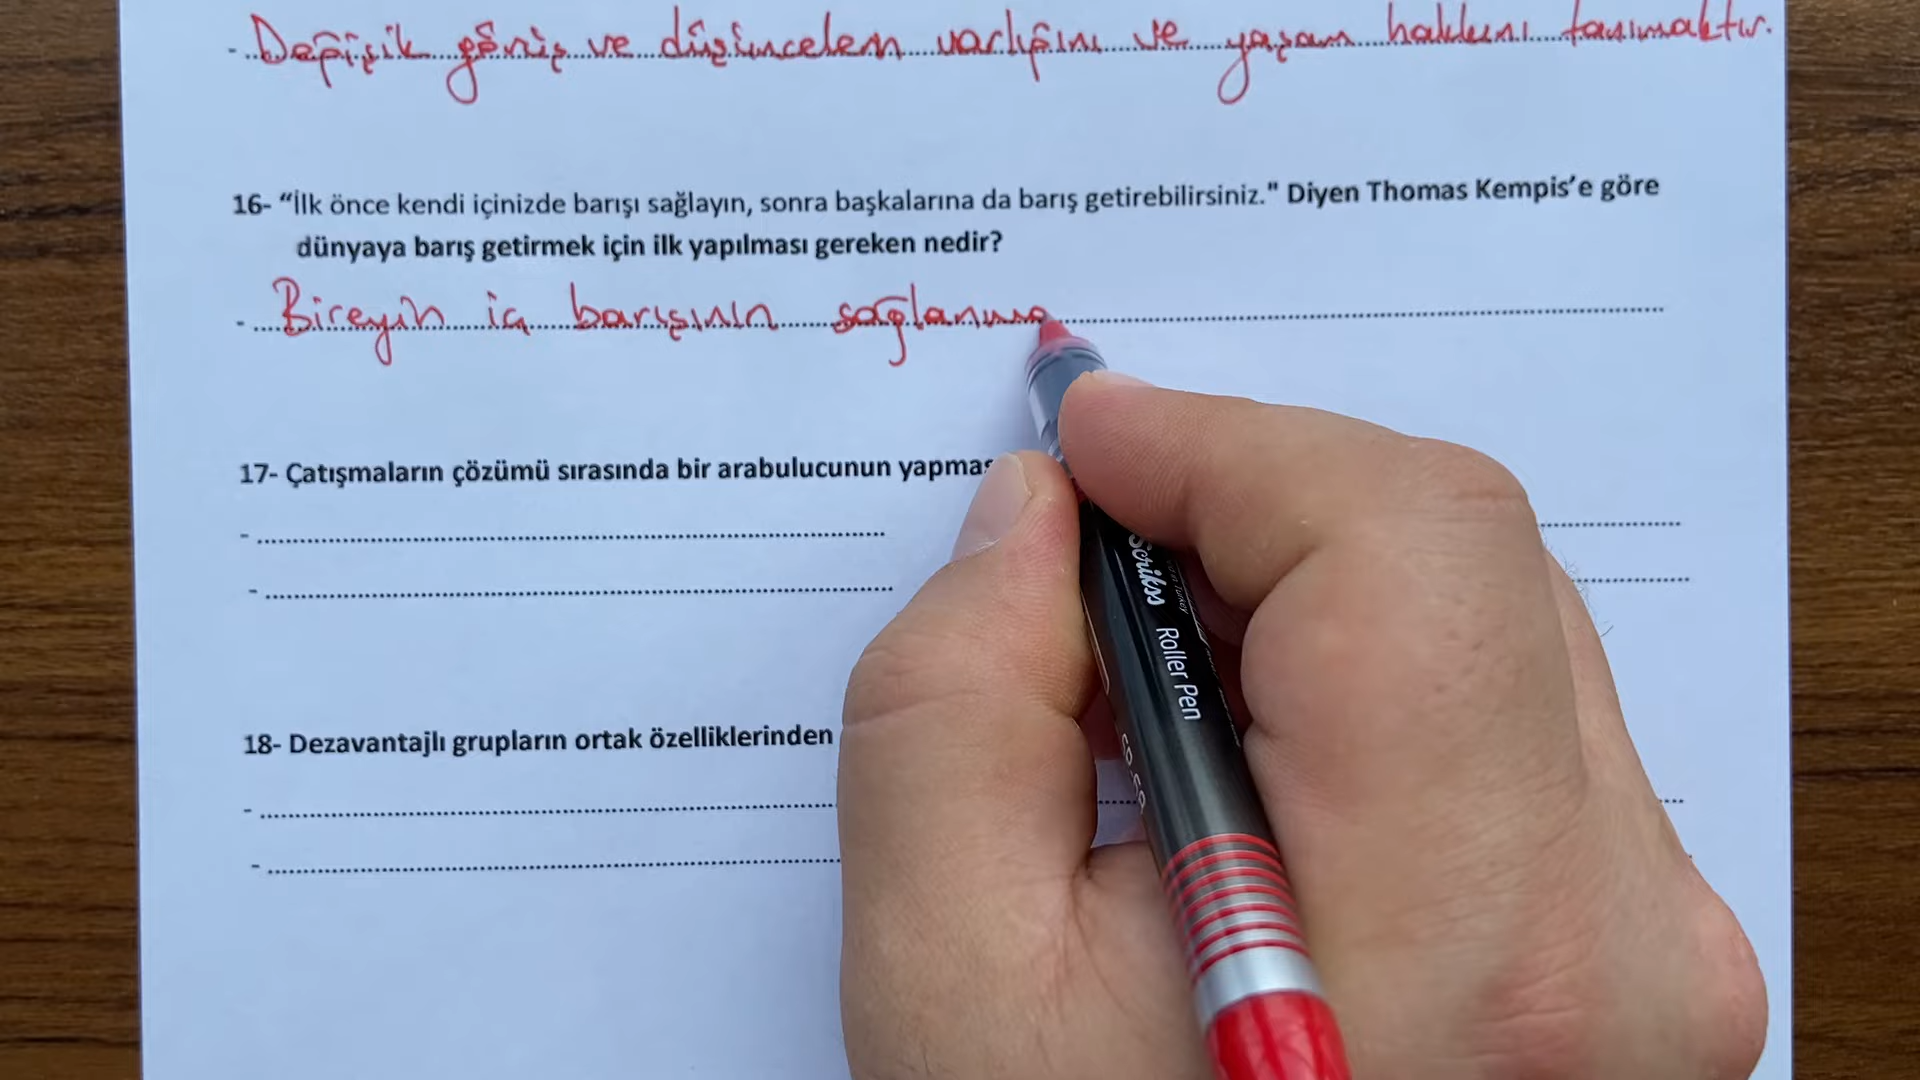 - Değişik görüş ve düşüncelerin varlığını ve yaşam hakkını tanımaktır.
16- “İlk önce kendi içinizde barışı sağlayın, sonra başkalarına da barış getirebilirsiniz." Diyen Thomas Kempis’e göre
dünyaya barış getirmek için ilk yapılması gereken nedir?
- Bireyin iç barışının sağlanma
17- Çatışmaların çözümü sırasında bir arabulucunun
18- Dezavantajlı grupların ortak özelliklerinden
Scrikss Roller Pen